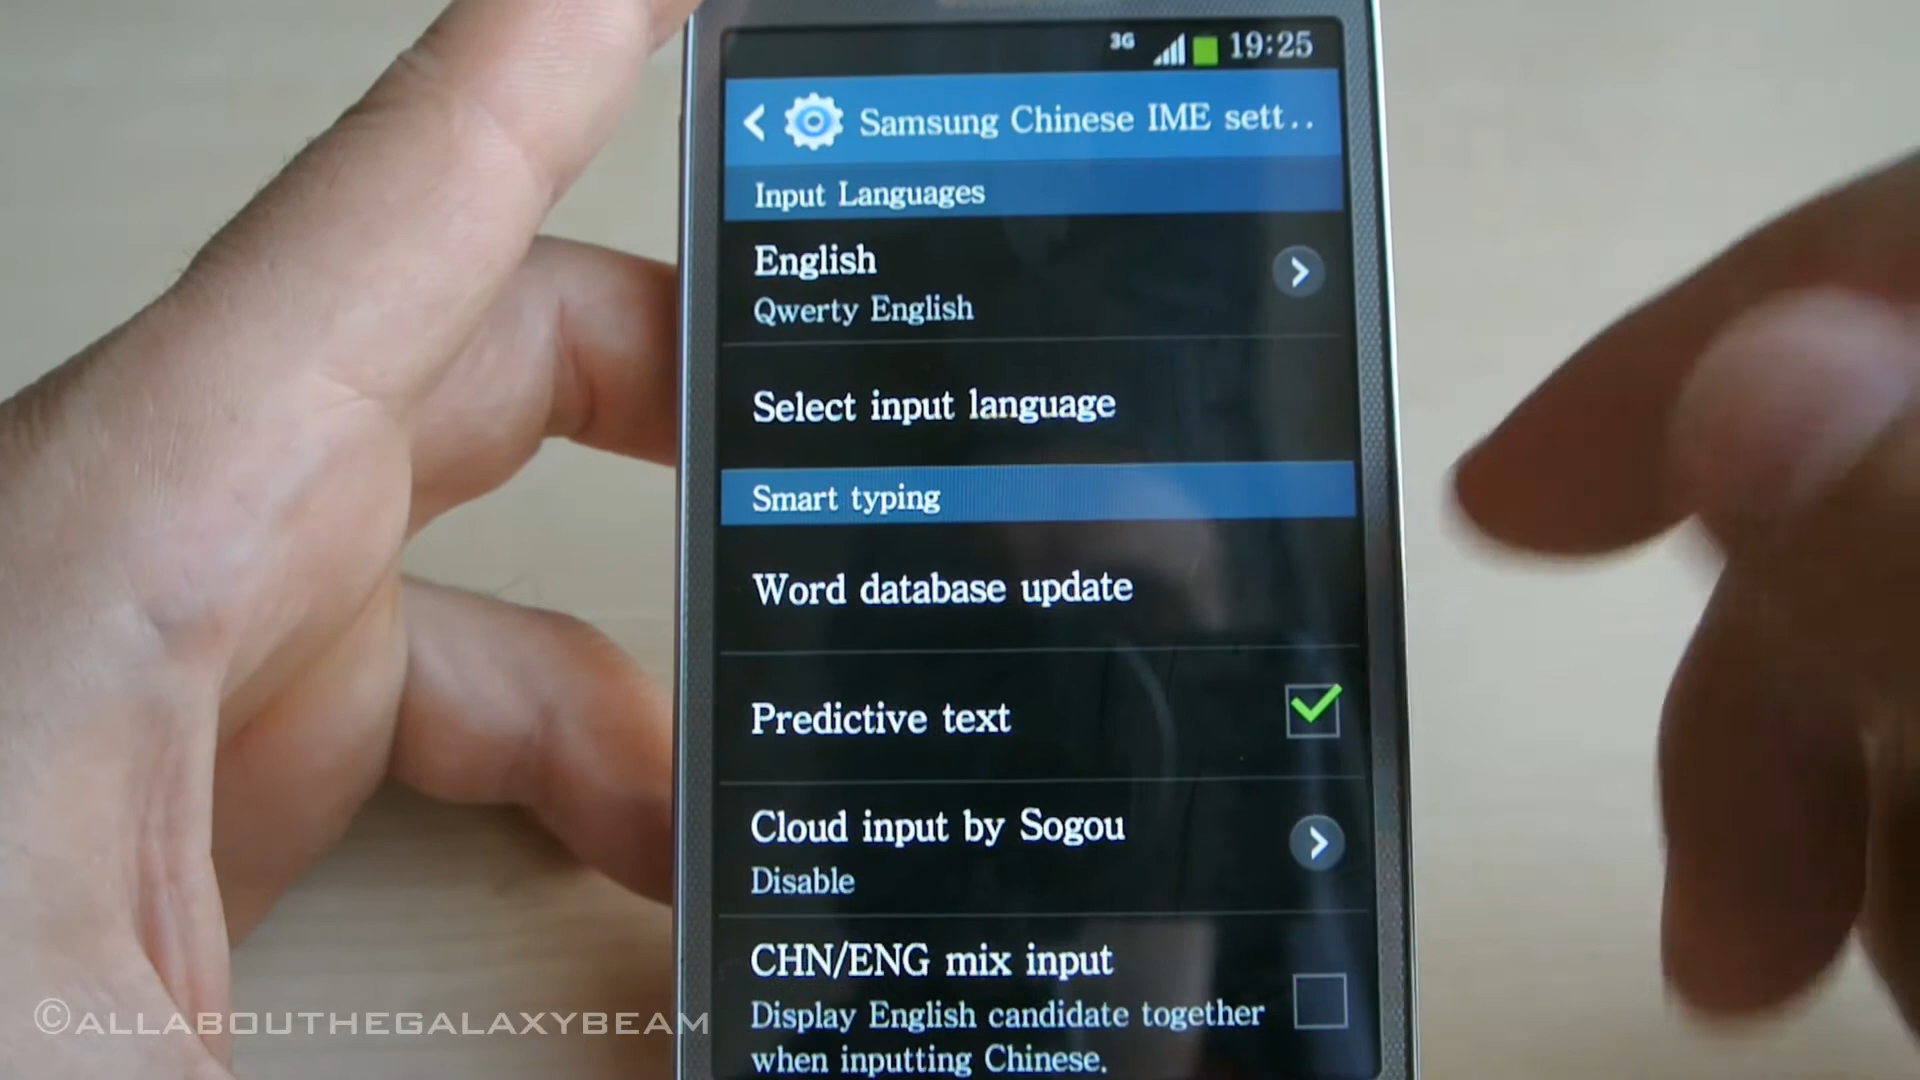 3G 19:25
Samsung Chinese IME sett..
Input Languages
English
Qwerty English
Select input language
Smart typing
Word database update
Predictive text
Cloud input by Sogou
Disable
CHN/ENG mix input
Display English candidate together
when inputting Chinese.
©ALLABOUTHEGALAXYBEAM